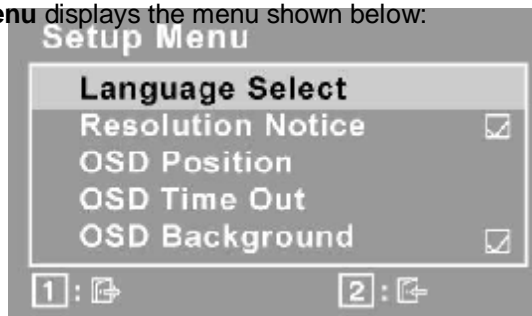 enu displays the menu shown below:
Setup Menu
Language Select
Resolution Notice
OSD Position
OSD Time Out
OSD Background
1 : 2 :